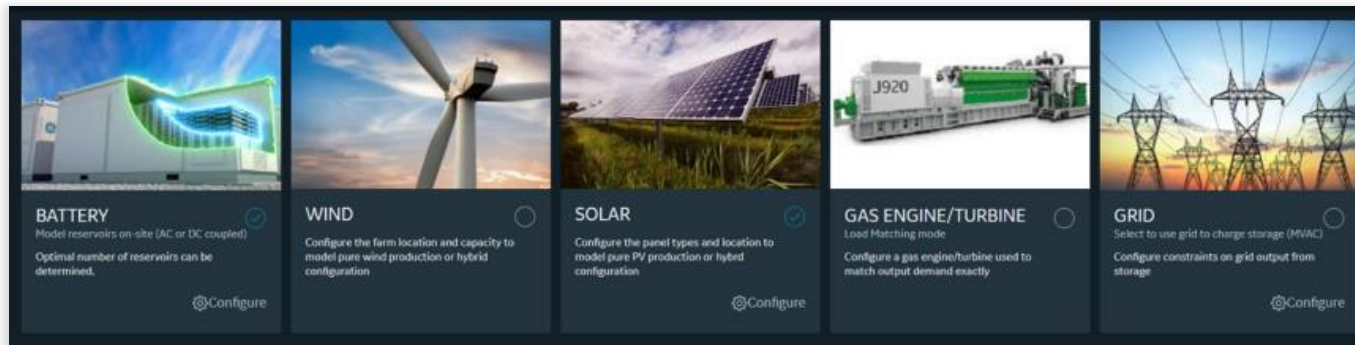 J920
BATTERY
Model reservoirs on-site (AC or DC coupled)
Optimal number of reservoirs can be
determined.
Configure
WIND
Configure the farm location and capacity to
model pure wind production or hybrid
configuration
SOLAR
Configure the panel types and location to
model pure PV production or hybrd
configuration
Configure
GAS ENGINE/TURBINE
Load Matching mode
Configure a gas engine/turbine used to
match output demand exactly
GRID
Select to use grid to charge storage (MVAC)
Configure constraints on grid output from
storage
Configure